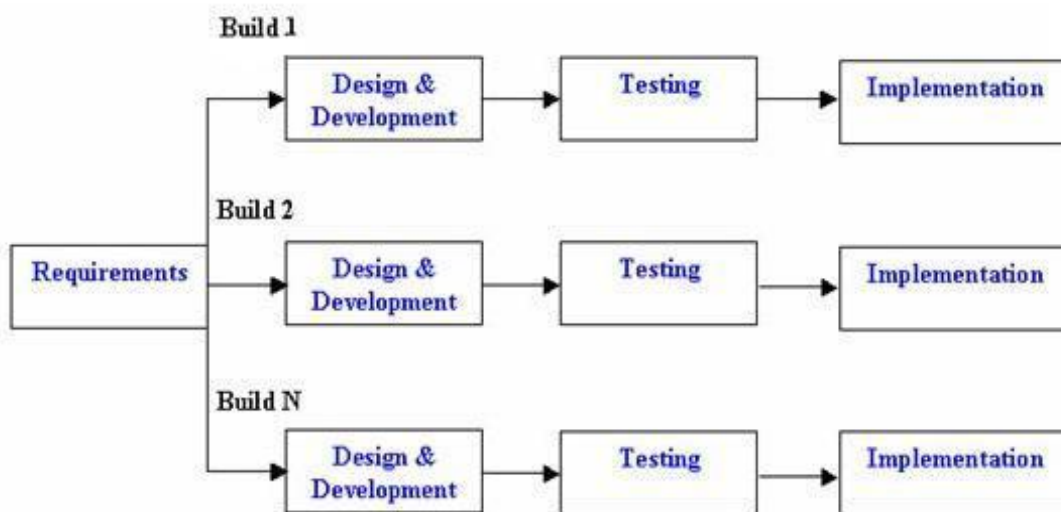 Build 1
Design &
Development
Testing
Implementation
Build 2
Requirements
Design &
Development
Testing
Implementation
Build N
Design &
Development
Testing
Implementation